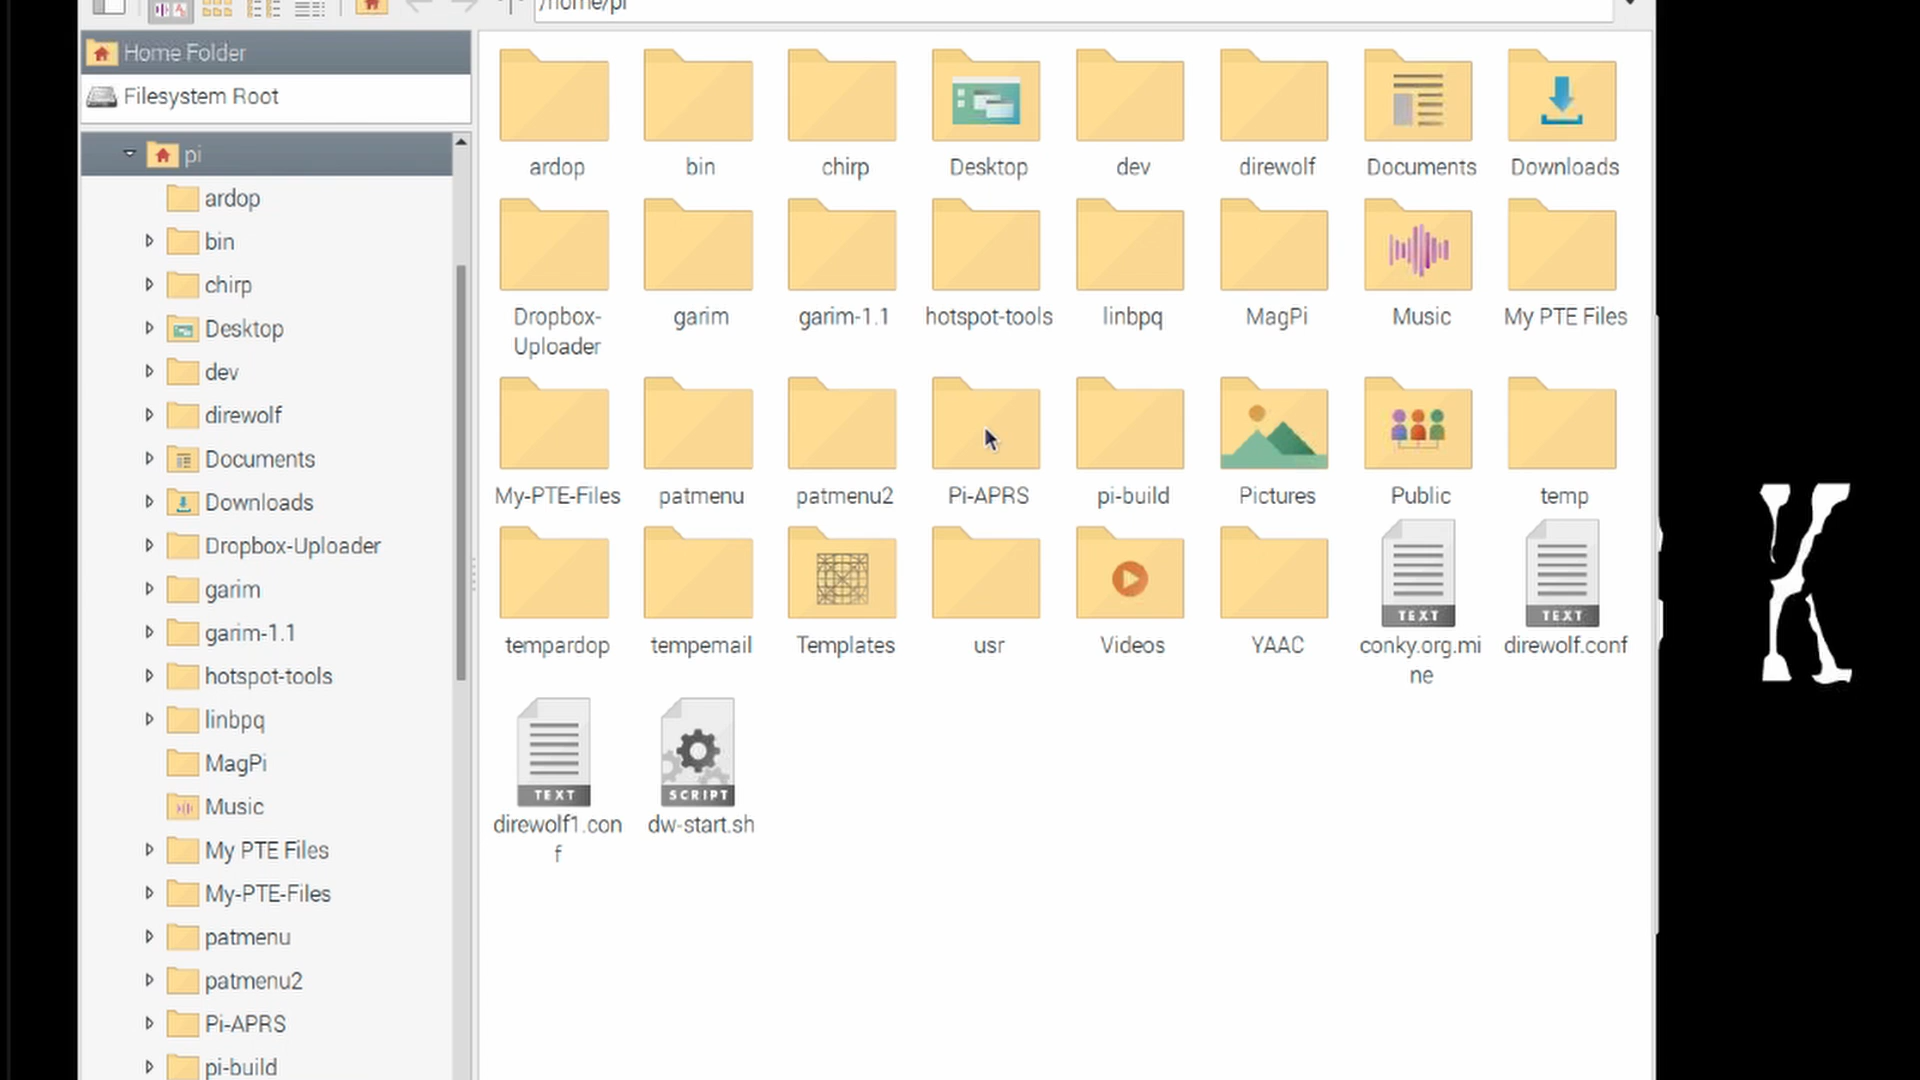 /home/pi
Home Folder
Filesystem Root
pi
ardop
bin
chirp
Desktop
dev
direwolf
Documents
Downloads
Dropbox-Uploader
garim
garim-1.1
hotspot-tools
linbpq
MagPi
Music
My PTE Files
My-PTE-Files
patmenu
patmenu2
Pi-APRS
pi-build
ardop bin chirp Desktop dev direwolf Documents Downloads
Dropbox- garim garim-1.1 hotspot-tools linbpq MagPi Music My PTE Files
Uploader
My-PTE-Files patmenu patmenu2 Pi-APRS pi-build Pictures Public temp
TEXT TEXT
tempardop tempemail Templates usr Videos YAAC conky.org.mi direwolf.conf
ne
TEXT SCRIPT
direwolf1.con dw-start.sh
f
K